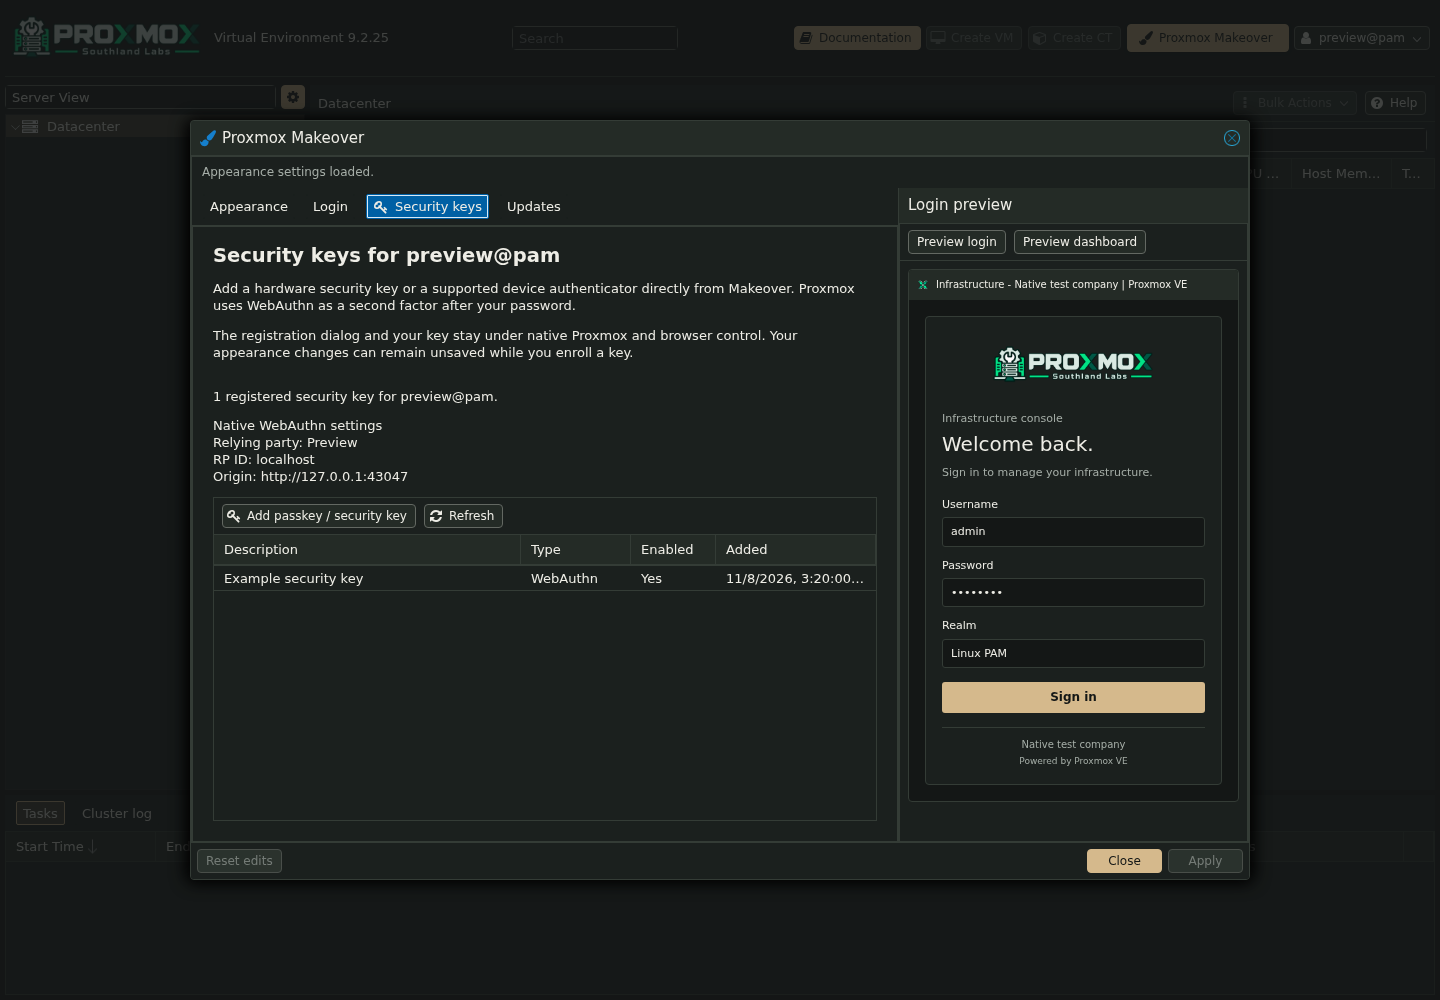 PROXMOX
Southland Labs
Virtual Environment 9.2.25
Search
Documentation
Create VM
Create CT
Proxmox Makeover
preview@pam
Server View
Datacenter
Bulk Actions
Help
Datacenter
Proxmox Makeover
Appearance settings loaded.
Appearance
Login
Security keys
Updates
Security keys for preview@pam
Add a hardware security key or a supported device authenticator directly from Makeover. Proxmox
uses WebAuthn as a second factor after your password.
The registration dialog and your key stay under native Proxmox and browser control. Your
appearance changes can remain unsaved while you enroll a key.
1 registered security key for preview@pam.
Native WebAuthn settings
Relying party: Preview
RP ID: localhost
Origin: http://127.0.0.1:43047
Add passkey / security key
Refresh
Description
Type
Enabled
Added
Example security key
WebAuthn
Yes
11/8/2026, 3:20:00...
Login preview
Preview login
Preview dashboard
Infrastructure - Native test company | Proxmox VE
PROXMOX
Southland Labs
Infrastructure console
Welcome back.
Sign in to manage your infrastructure.
Username
admin
Password
••••••••
Realm
Linux PAM
Sign in
Native test company
Powered by Proxmox VE
Host Mem...
T...
Reset edits
Close
Apply
Tasks
Cluster log
Start Time